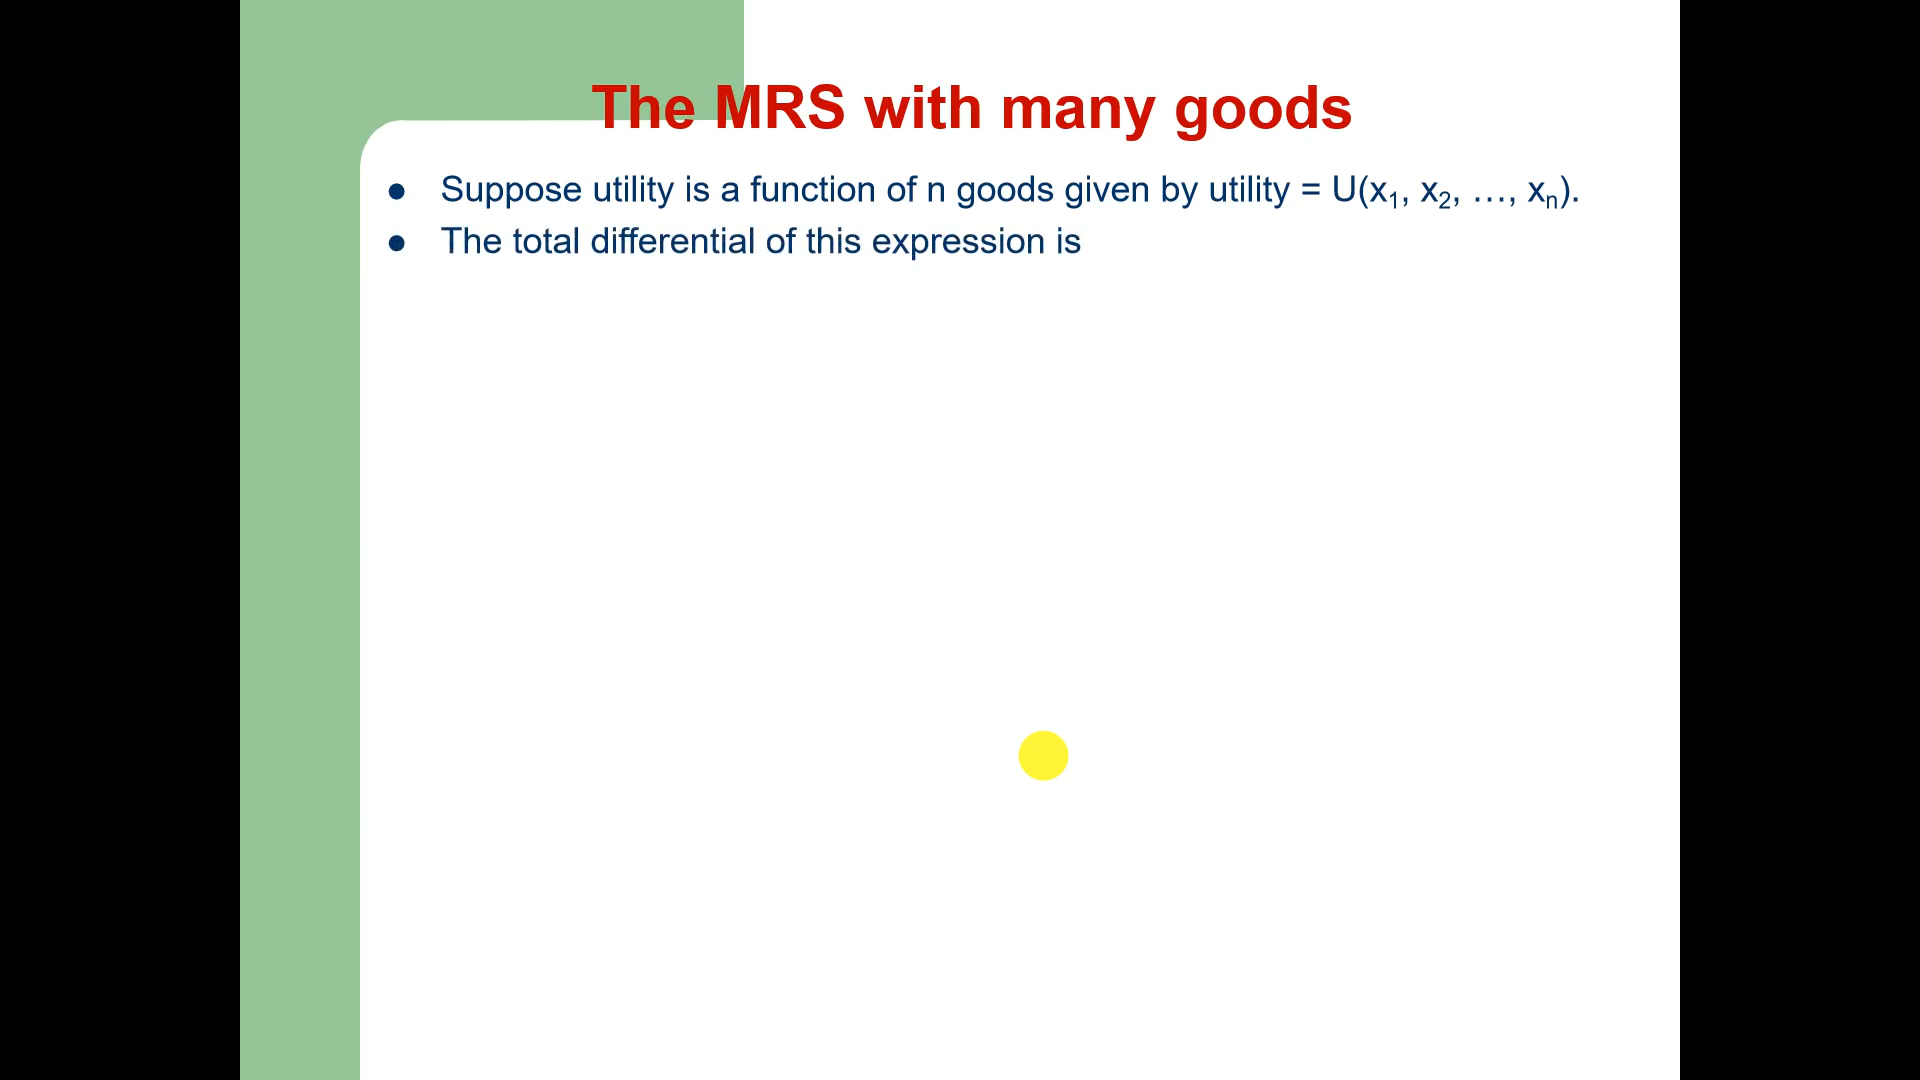 The MRS with many goods
● Suppose utility is a function of n goods given by utility = U(x₁, x₂, …, xₙ).
● The total differential of this expression is